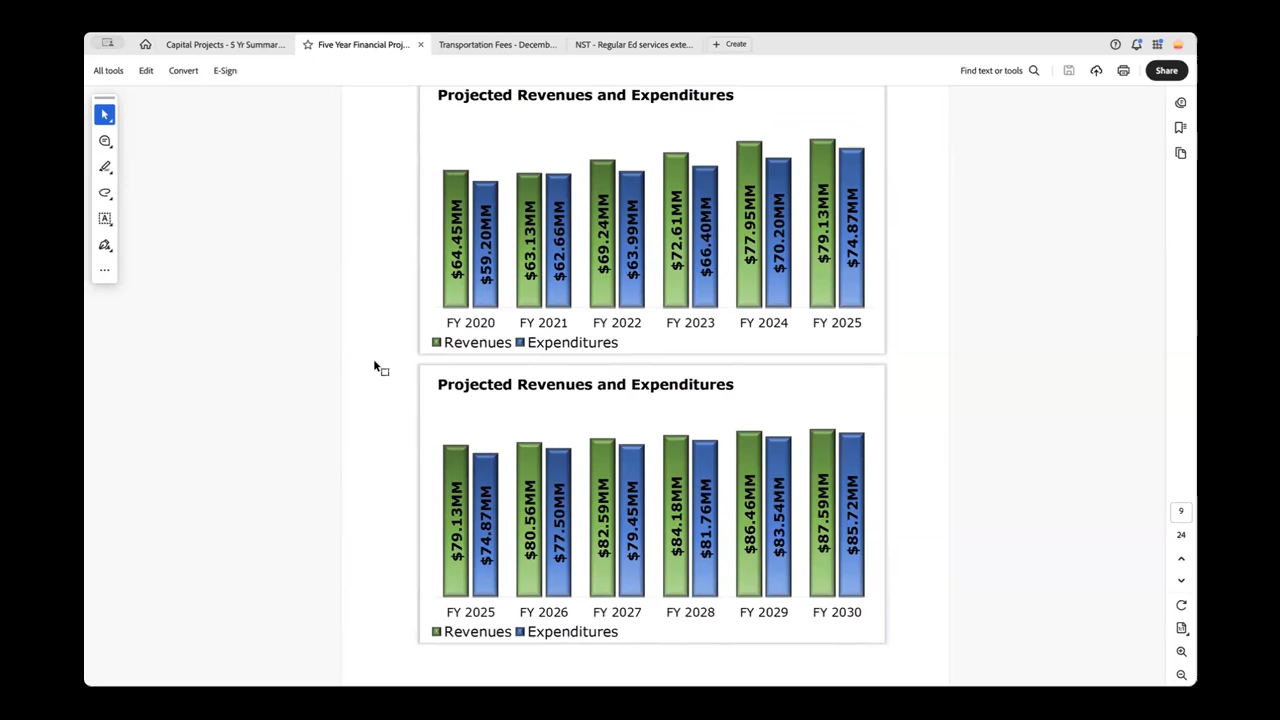 Capital Projects - 5 Yr Summar...
Five Year Financial Proj...
Transportation Fees - Decemb...
NST - Regular Ed services exte...
Create
All tools Edit Convert E-Sign
Find text or tools
Share
Projected Revenues and Expenditures
$64.45MM $59.20MM $63.13MM $62.66MM $69.24MM $63.99MM $72.61MM $66.40MM $77.95MM $70.20MM $79.13MM $74.87MM
FY 2020 FY 2021 FY 2022 FY 2023 FY 2024 FY 2025
Revenues Expenditures
Projected Revenues and Expenditures
$79.13MM $74.87MM $80.56MM $77.50MM $82.59MM $79.45MM $84.18MM $81.76MM $86.46MM $83.54MM $87.59MM $85.72MM
FY 2025 FY 2026 FY 2027 FY 2028 FY 2029 FY 2030
Revenues Expenditures
9
24